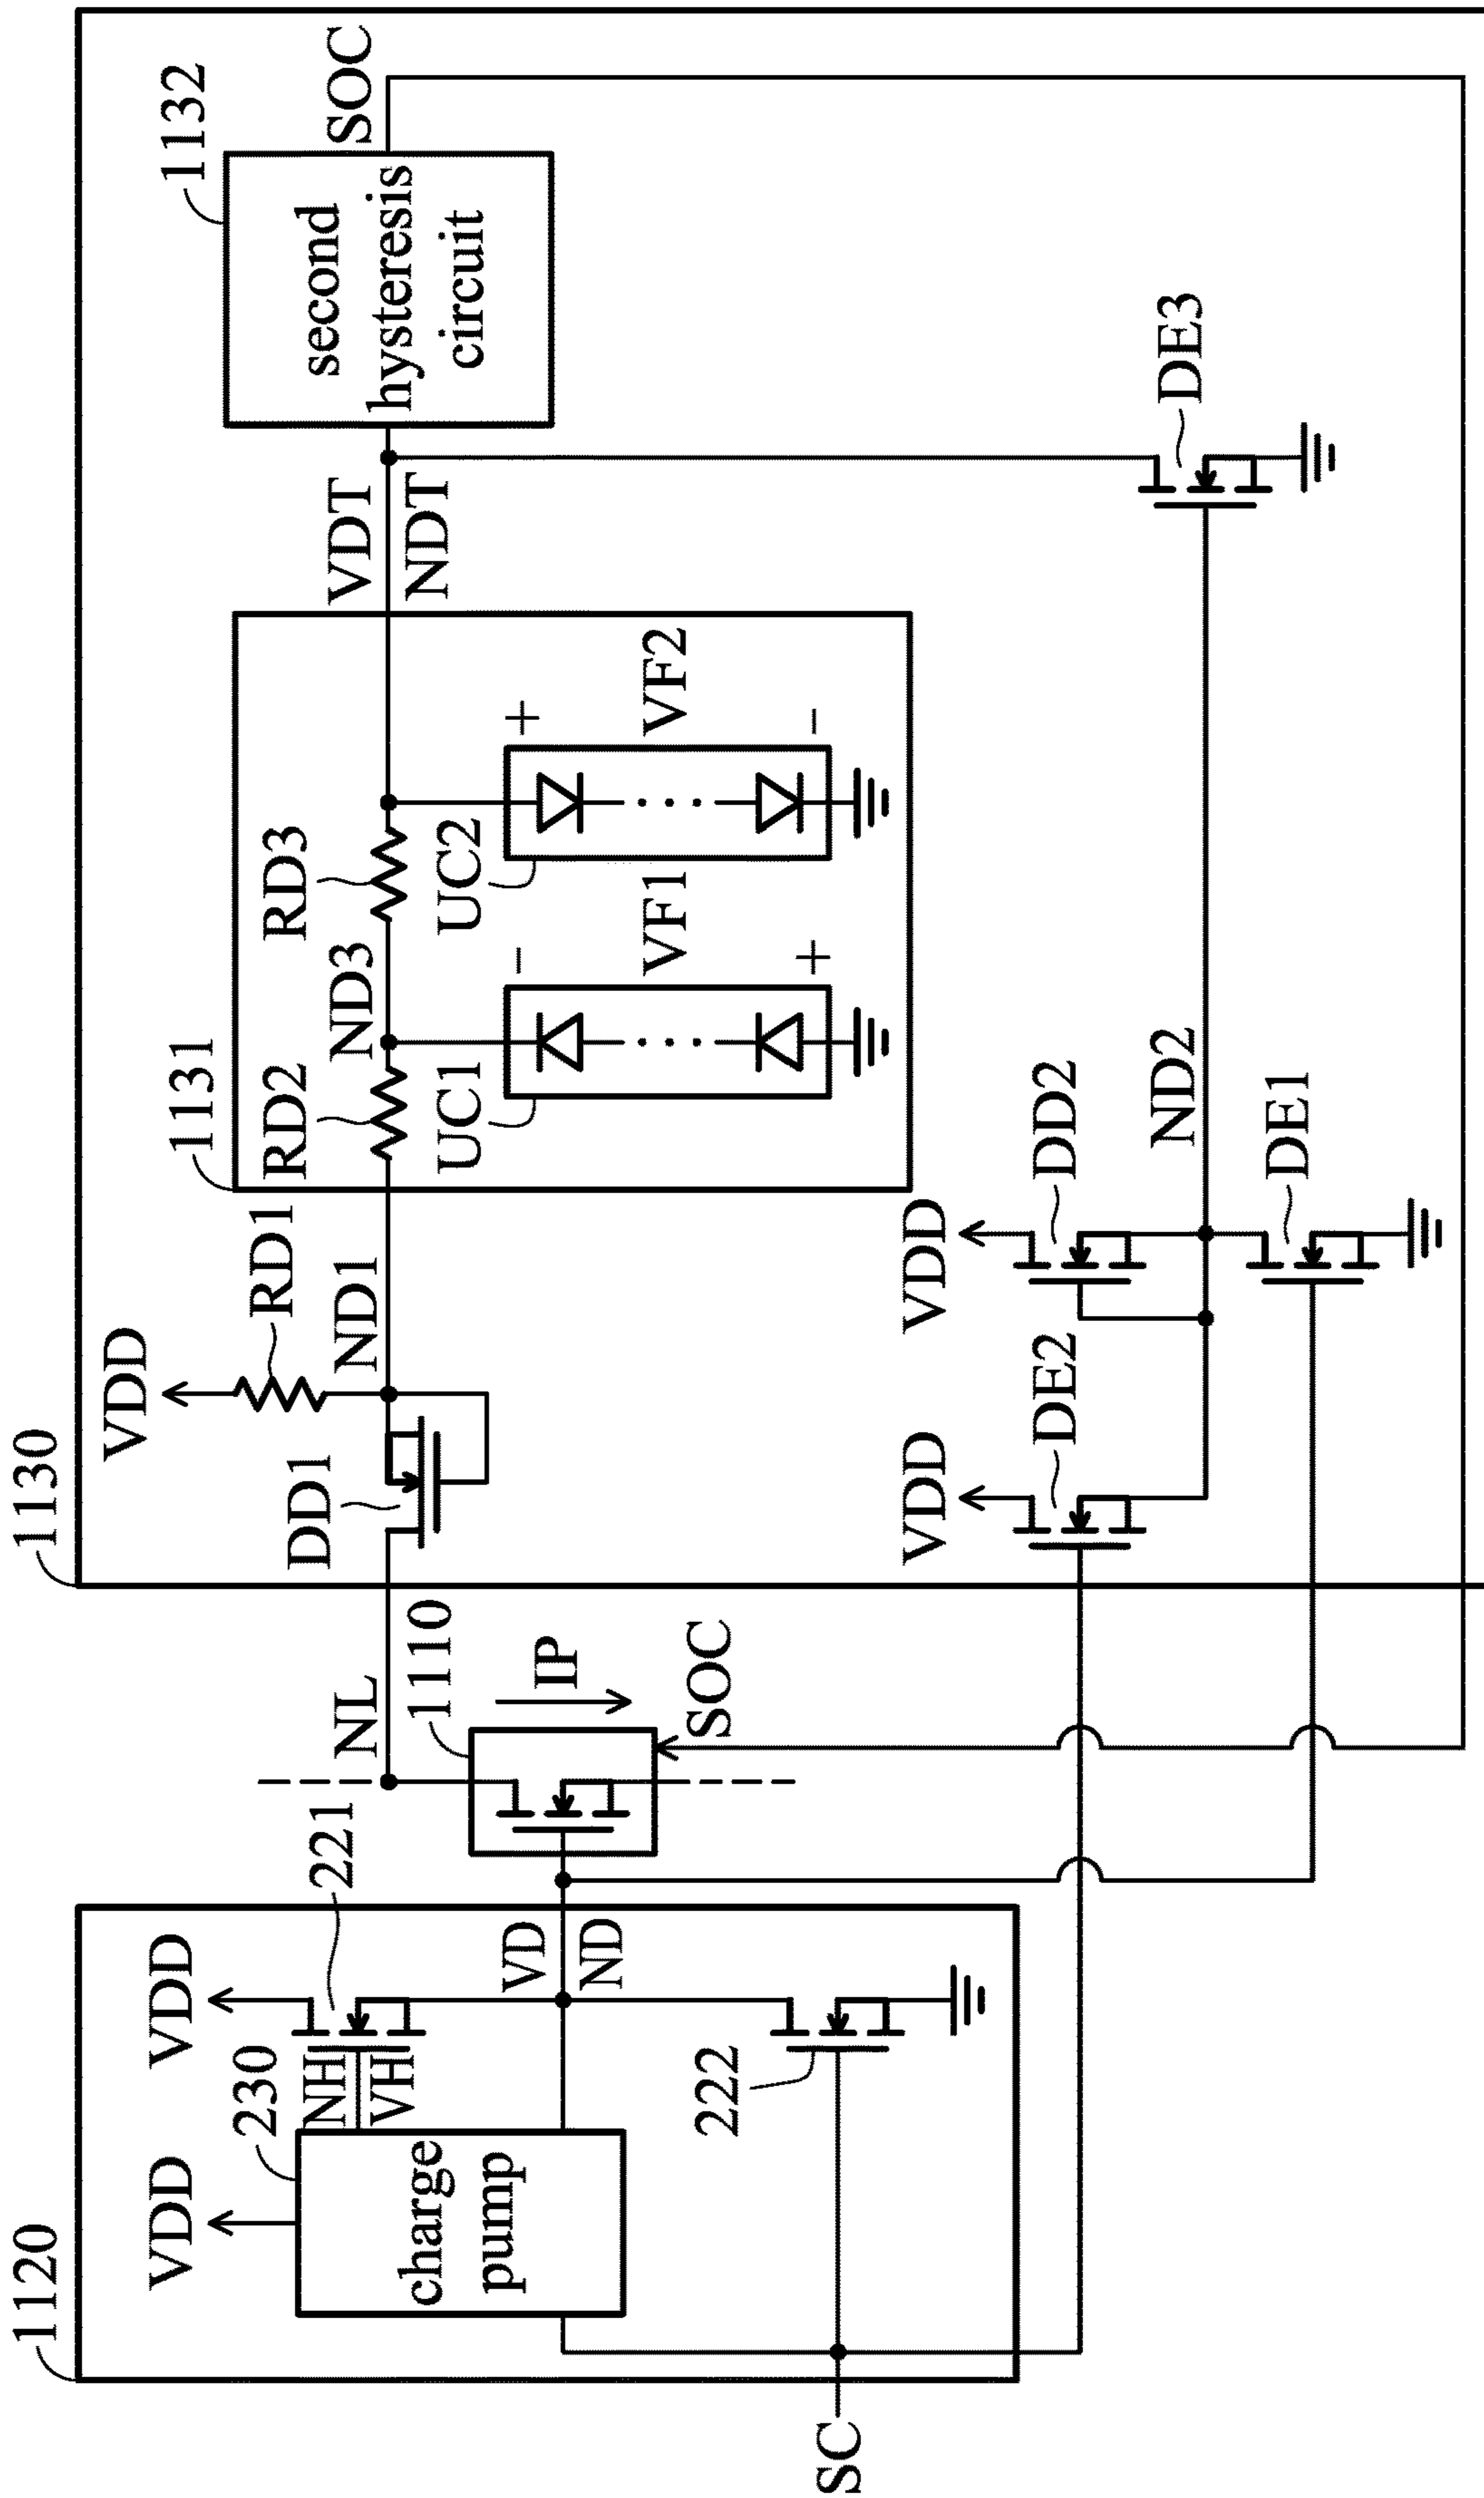 1120
VDD
230
charge
pump
NH
VH
VDD
221
VD
ND
222
SC
NL
1110
IP
SOC
1130
VDD
RD1
DD1
ND1
1131
RD2
ND3
RD3
UC1
VF1
- +
UC2
VF2
+ -
VDT
NDT
1132
second
hysteresis
circuit
SOC
VDD
DE2
VDD
DD2
ND2
DE1
DE3